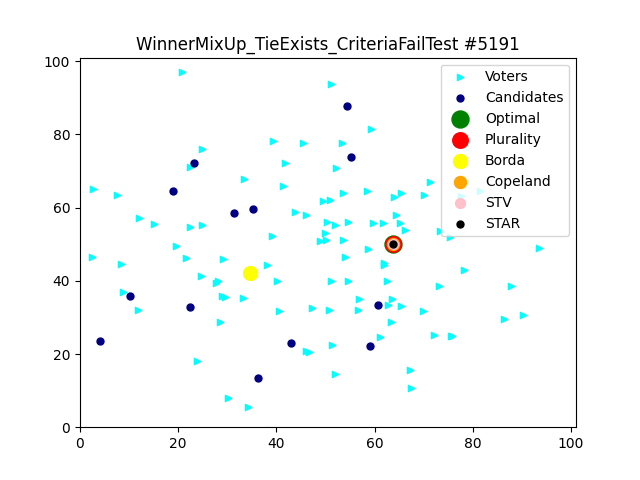 WinnerMixUp_TieExists_CriteriaFailTest #5191
100
80
60
40
20
0
0
20
40
60
80
100
Voters
Candidates
Optimal
Plurality
Borda
Copeland
STV
STAR